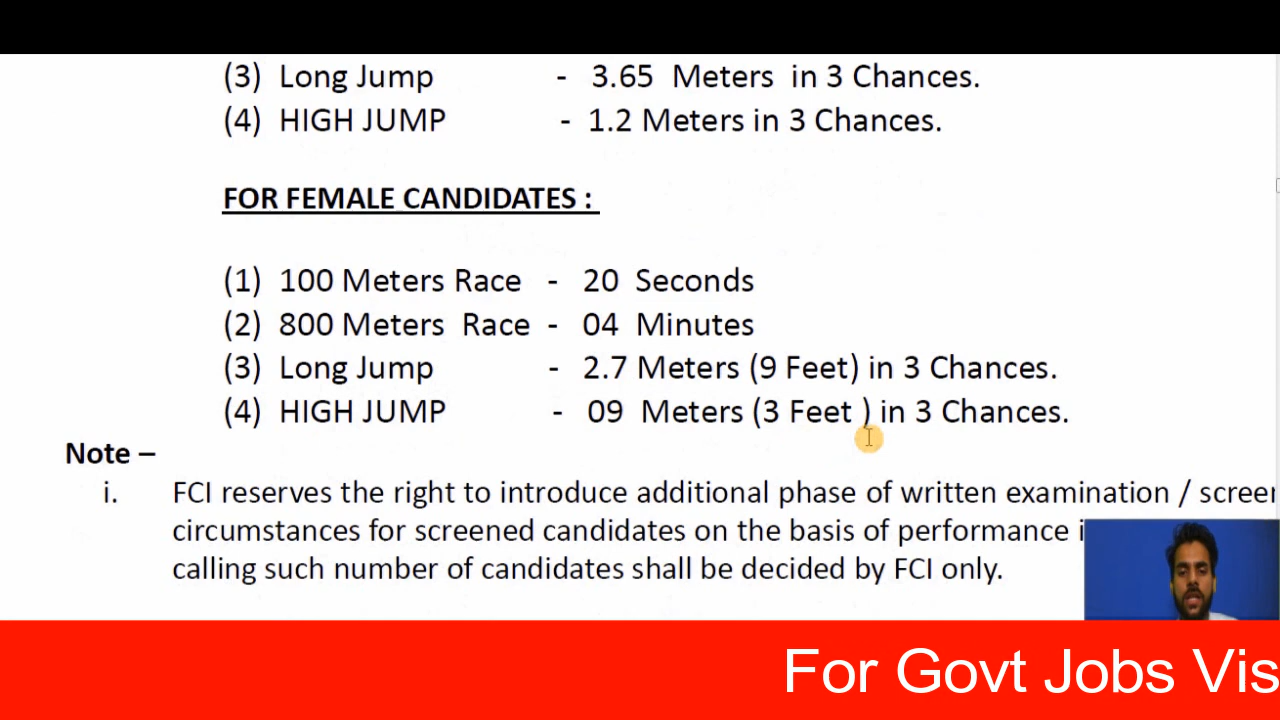 (3) Long Jump - 3.65 Meters in 3 Chances.
(4) HIGH JUMP - 1.2 Meters in 3 Chances.
FOR FEMALE CANDIDATES :
(1) 100 Meters Race - 20 Seconds
(2) 800 Meters Race - 04 Minutes
(3) Long Jump - 2.7 Meters (9 Feet) in 3 Chances.
(4) HIGH JUMP - 09 Meters (3 Feet ) in 3 Chances.
Note –
i. FCI reserves the right to introduce additional phase of written examination /
circumstances for screened candidates on the basis of performance
calling such number of candidates shall be decided by FCI only.
For Govt Jobs Vis